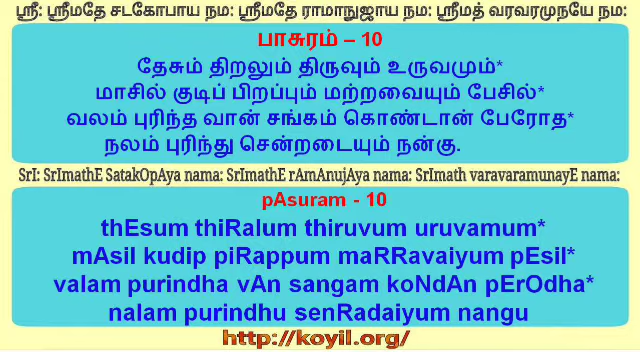 ஸ்ரீ: ஸ்ரீமதே சடகோபாய நம: ஸ்ரீமதே ராமாநுஜாய நம: ஸ்ரீமத் வரவரமுநயே நம:
பாசுரம் – 10
தேசும் திறலும் திருவும் உருவமும்*
மாசில் குடிப் பிறப்பும் மற்றவையும் பேசில்*
வலம் புரிந்த வான் சங்கம் கொண்டான் பேரோத*
நலம் புரிந்து சென்றடையும் நன்கு.
SrI: SrImathE SatakOpAya nama: SrImathE rAmAnujAya nama: SrImath varavaramunayE nama:
pAsuram - 10
thEsum thiRalum thiruvum uruvamum*
mAsil kudip piRappum maRRavaiyum pEsil*
valam purindha vAn sangam koNdAn pErOdha*
nalam purindhu senRadaiyum nangu
http://koyil.org/